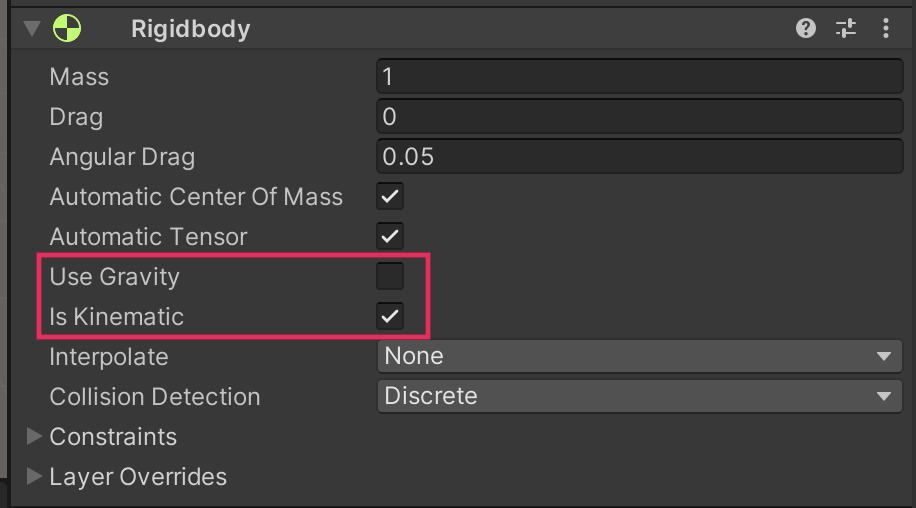 Rigidbody
Mass 1
Drag 0
Angular Drag 0.05
Automatic Center Of Mass
Automatic Tensor
Use Gravity
Is Kinematic
Interpolate None
Collision Detection Discrete
Constraints
Layer Overrides